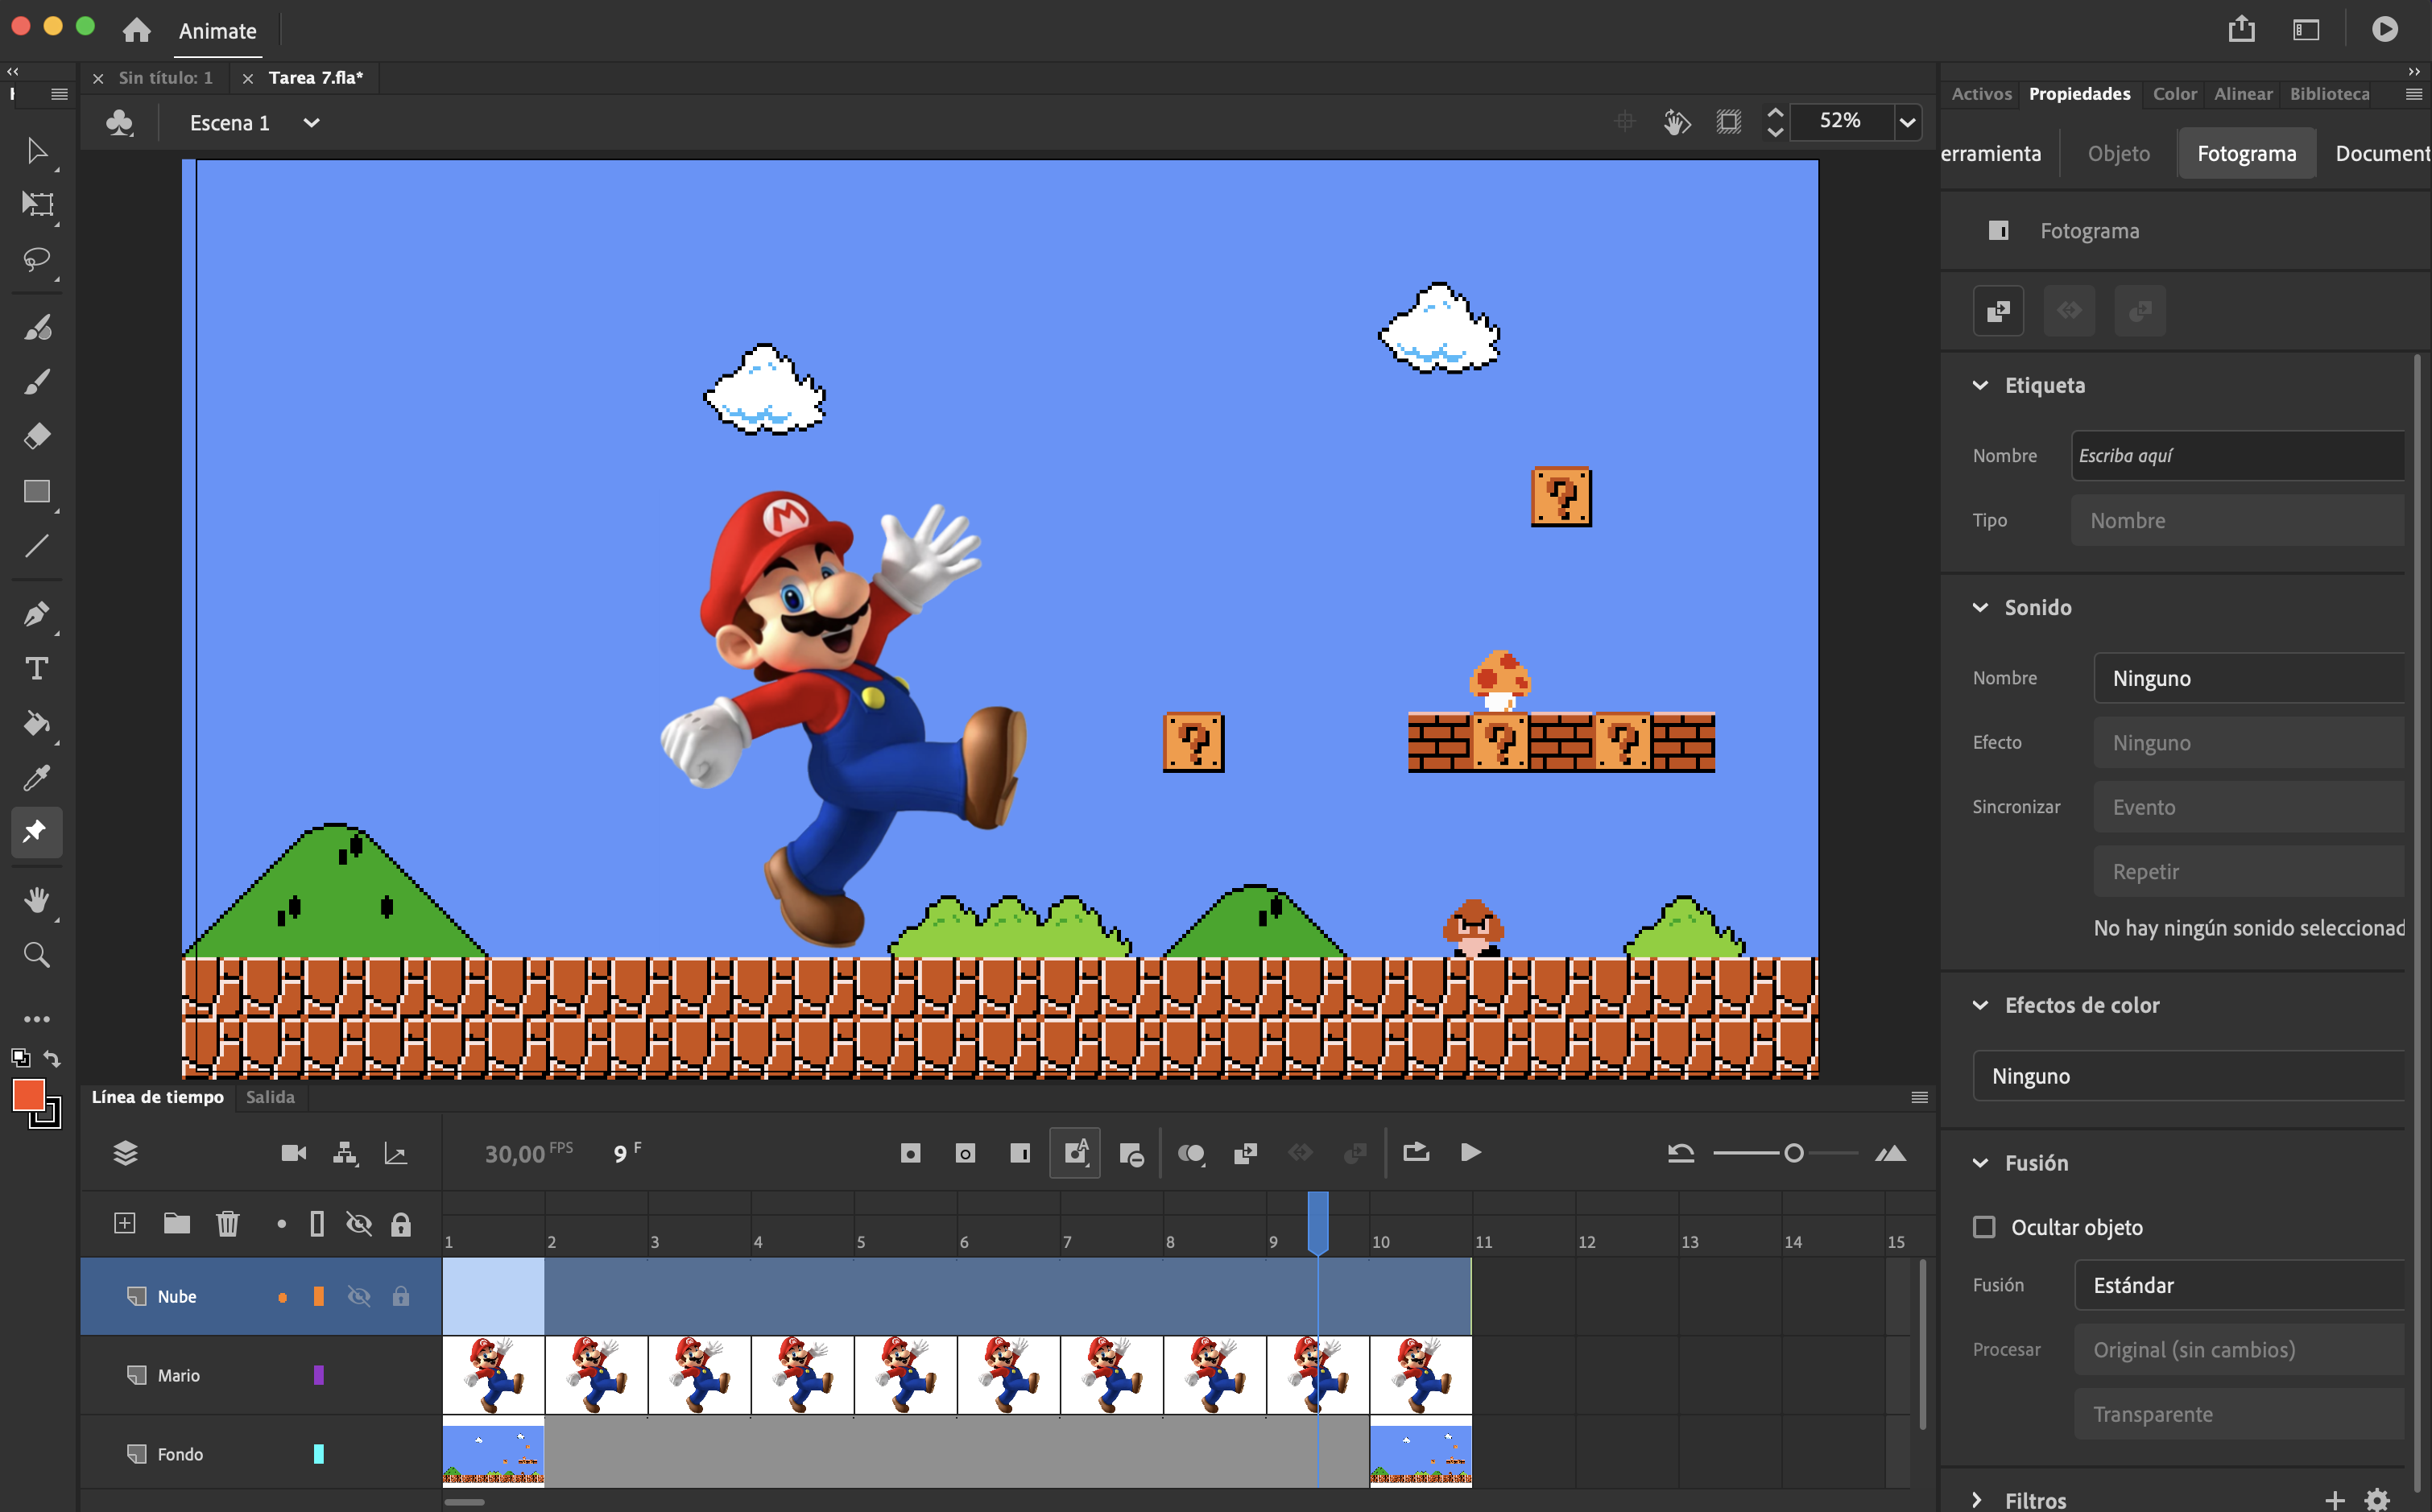 Animate
Sin título: 1
Tarea 7.fla*
Escena 1
52%
Activos
Propiedades
Color
Alinear
Biblioteca
erramienta
Objeto
Fotograma
Document
Fotograma
Etiqueta
Nombre
Escriba aquí
Tipo
Nombre
Sonido
Nombre
Ninguno
Efecto
Ninguno
Sincronizar
Evento
Repetir
No hay ningún sonido seleccionad
Efectos de color
Ninguno
Fusión
Ocultar objeto
Fusión
Estándar
Procesar
Original (sin cambios)
Transparente
Filtros
M
?
?
?
?
Línea de tiempo
Salida
30,00 FPS
9 F
1 2 3 4 5 6 7 8 9 10 11 12 13 14 15
Nube
Mario
Fondo